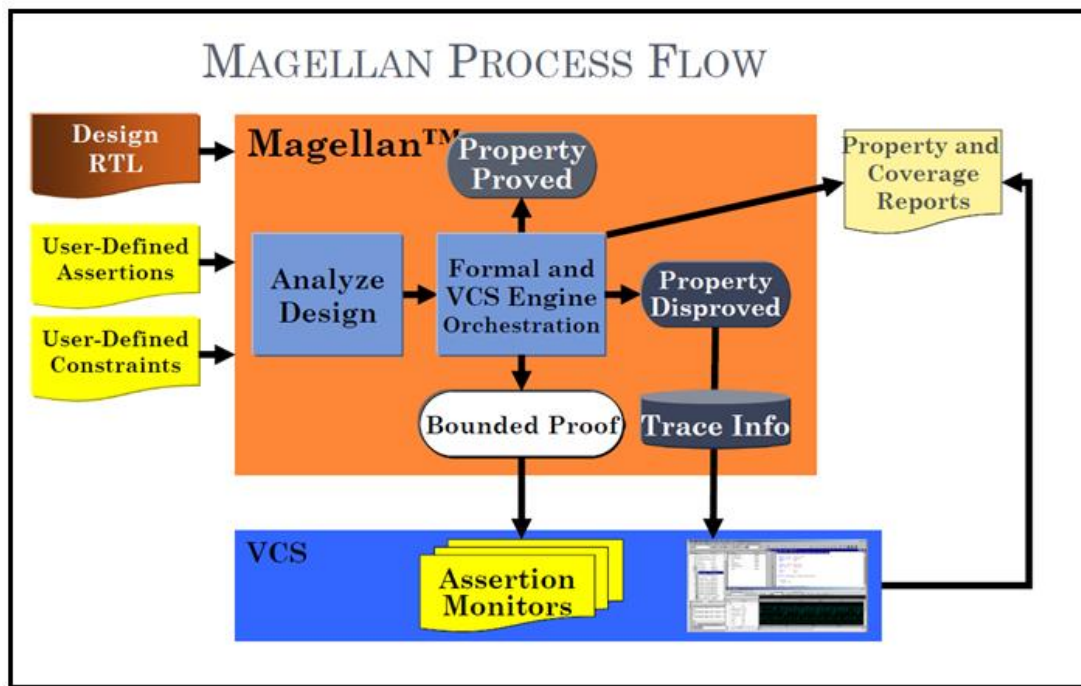 MAGELLAN PROCESS FLOW
Design
RTL
Magellan™
Property
Proved
Property and
Coverage
Reports
User-Defined
Assertions
Analyze
Design
Formal and
VCS Engine
Orchestration
Property
Disproved
User-Defined
Constraints
Bounded Proof
Trace Info
VCS
Assertion
Monitors